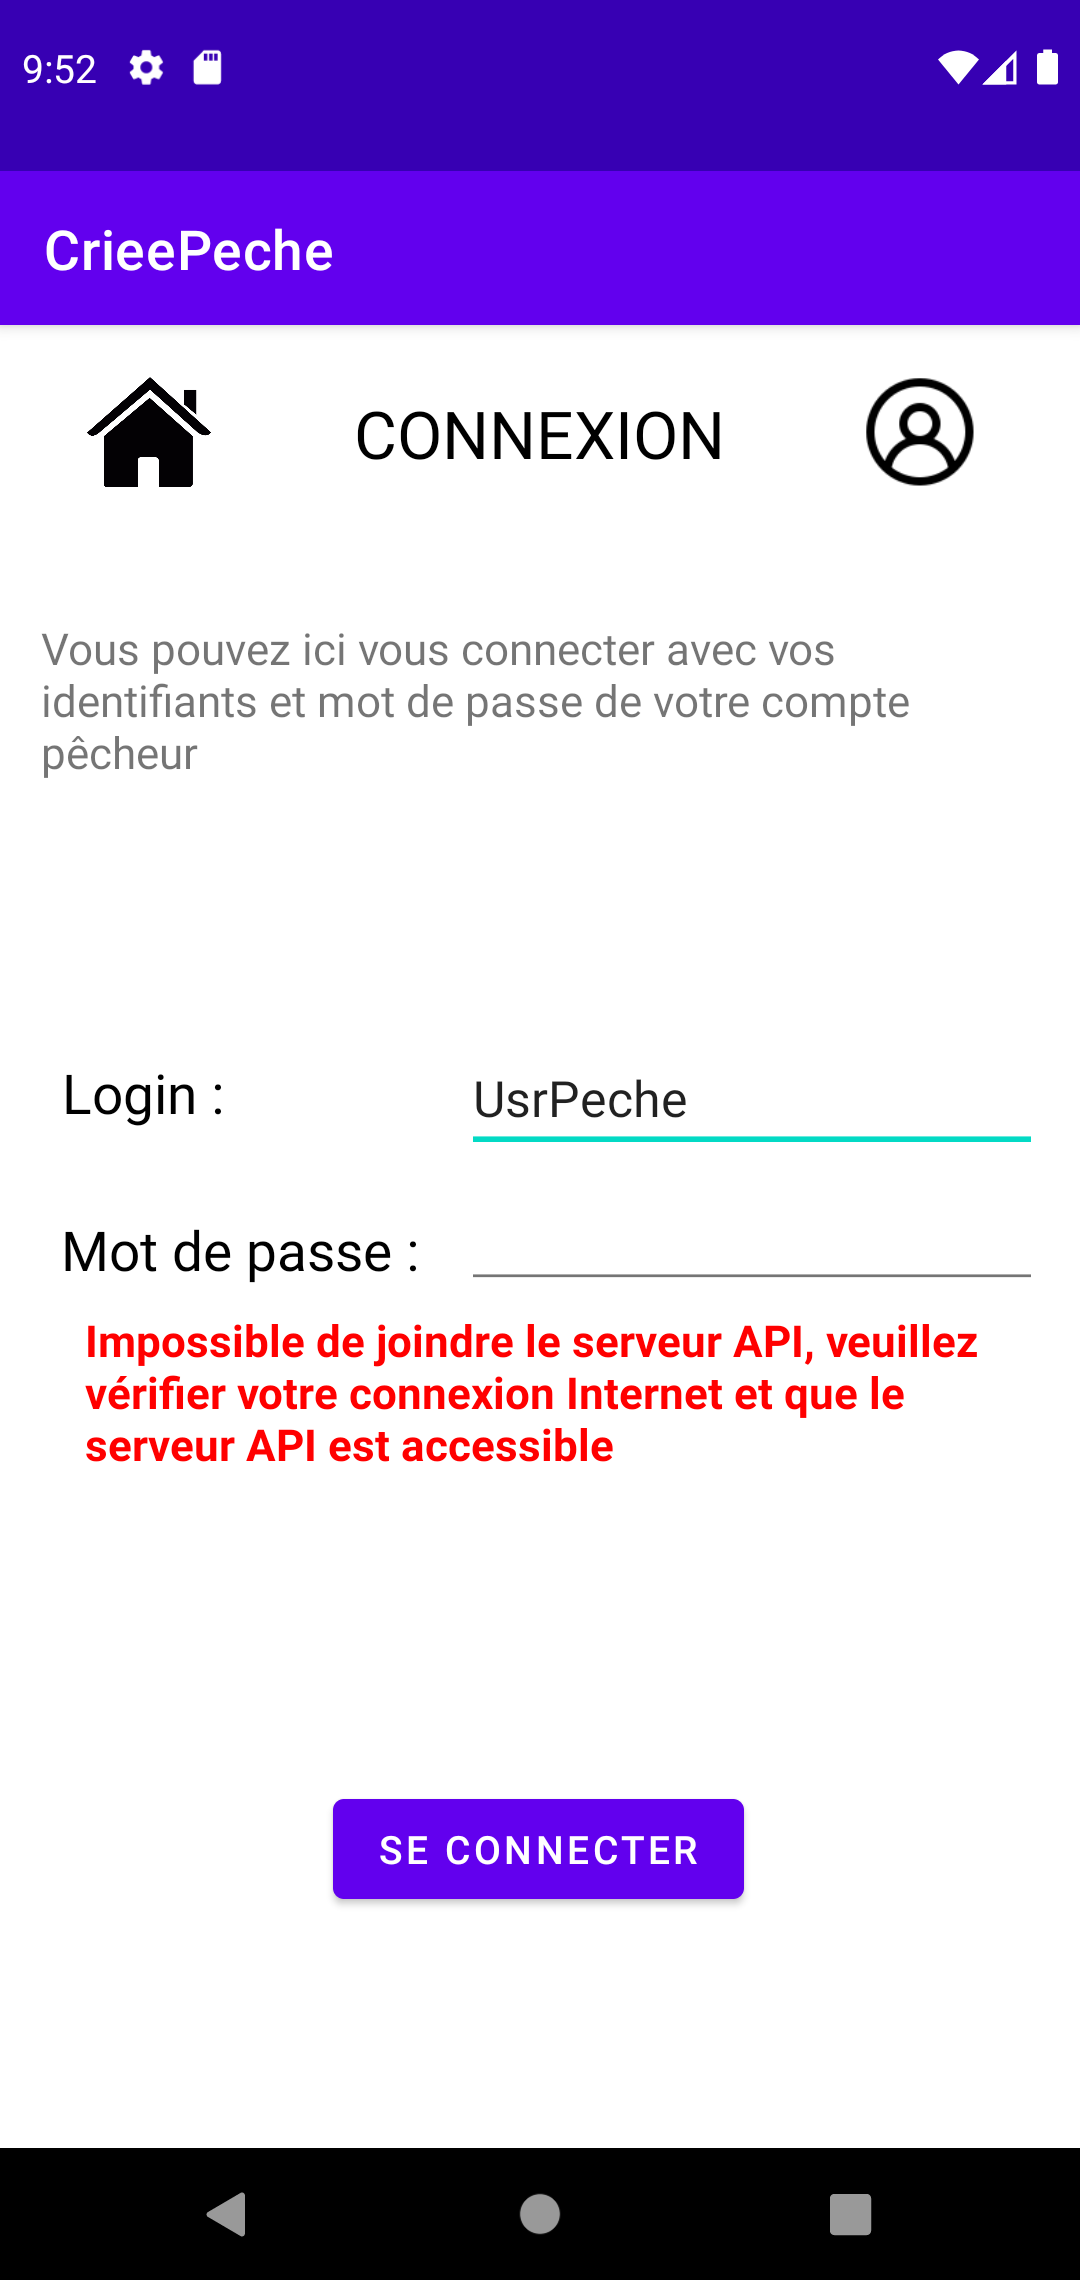 9:52
CrieePeche
CONNEXION
Vous pouvez ici vous connecter avec vos
identifiants et mot de passe de votre compte
pêcheur
Login :
UsrPeche
Mot de passe :
Impossible de joindre le serveur API, veuillez
vérifier votre connexion Internet et que le
serveur API est accessible
SE CONNECTER